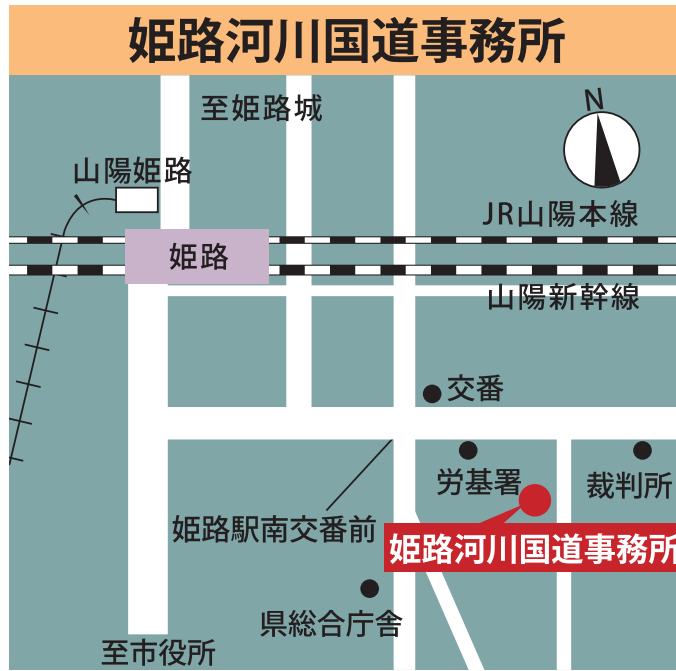 姫路河川国道事務所
至姫路城
N
山陽姫路
JR山陽本線
姫路
山陽新幹線
交番
労基署
裁判所
姫路駅南交番前
姫路河川国道事務所
県総合庁舎
至市役所